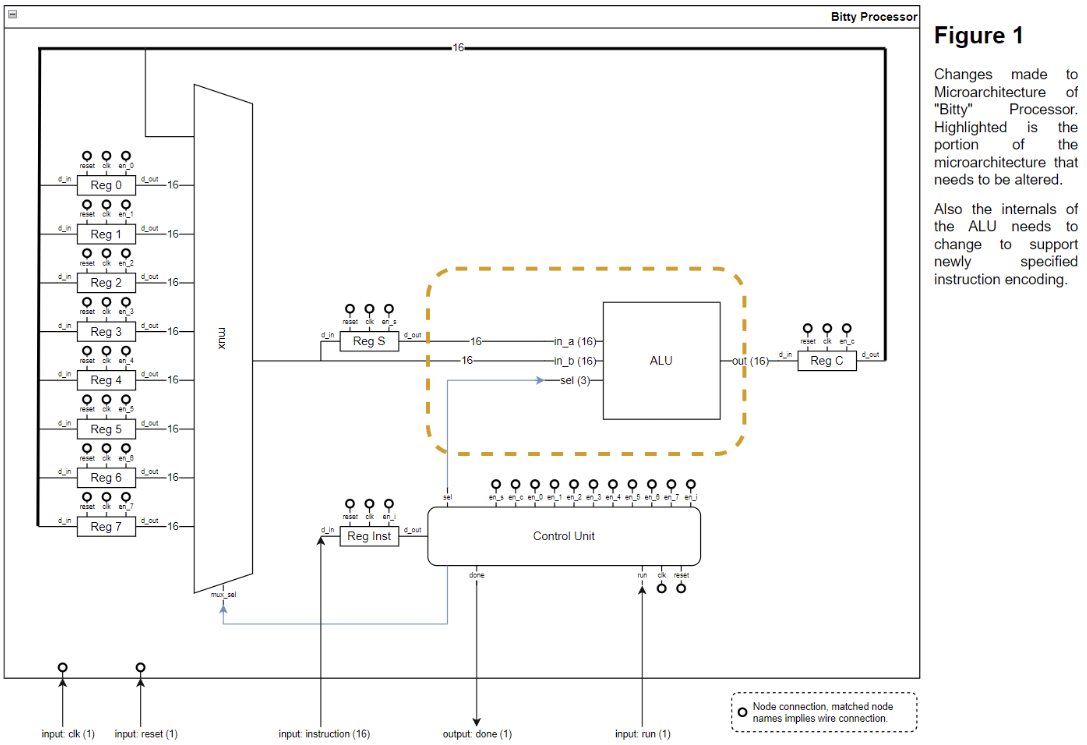 Bitty Processor
Figure 1
Changes made to
Microarchitecture of
"Bitty" Processor.
Highlighted is the
portion of the
microarchitecture that
needs to be altered.
Also the internals of
the ALU needs to
change to support
newly specified
instruction encoding.
16
reset clk en_0
d_in Reg 0 d_out 16
reset clk en_1
d_in Reg 1 d_out 16
reset clk en_2
d_in Reg 2 d_out 16
reset clk en_3
d_in Reg 3 d_out 16
reset clk en_4
d_in Reg 4 d_out 16
reset clk en_5
d_in Reg 5 d_out 16
reset clk en_6
d_in Reg 6 d_out 16
reset clk en_7
d_in Reg 7 d_out 16
mux
mux_sel
reset clk en_s
d_in Reg S d_out 16 in_a (16)
16 in_b (16)
sel (3)
ALU
out (16)
reset clk en_c
d_in Reg C d_out
reset clk en_i
d_in Reg Inst d_out
sel en_s en_c en_0 en_1 en_2 en_3 en_4 en_5 en_6 en_7 en_i
Control Unit
done run clk reset
Node connection, matched node
names implies wire connection.
input: clk (1) input: reset (1) input: instruction (16) output: done (1) input: run (1)